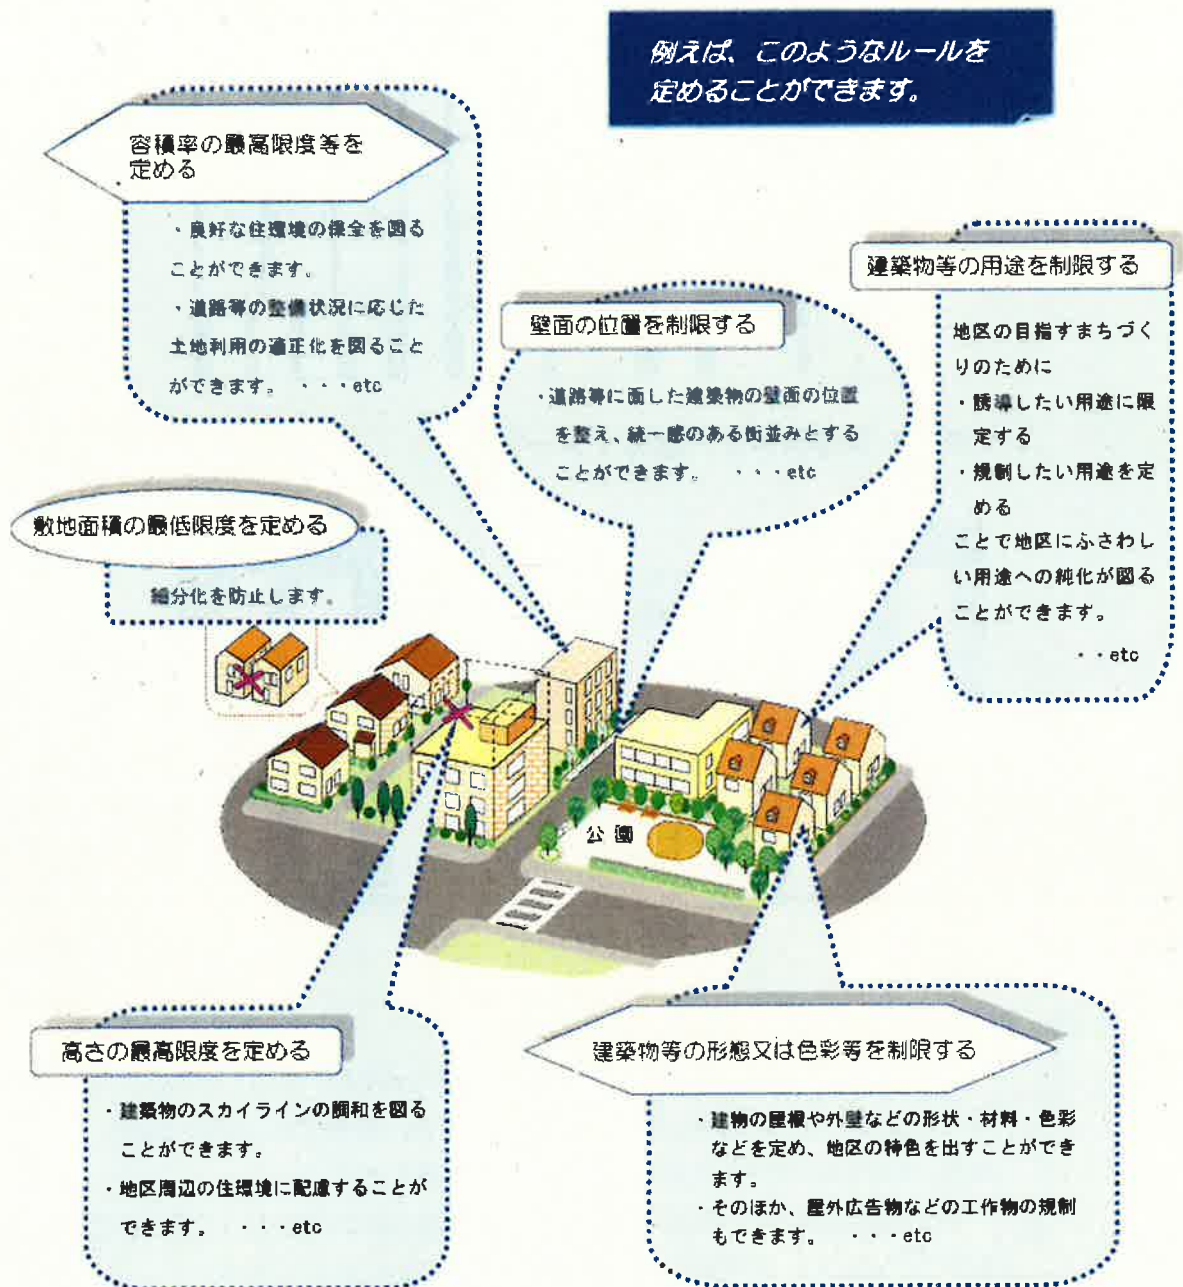 例えば、このようなルールを
定めることができます。
容積率の最高限度等を
定める
・良好な住環境の保全を図る
ことができます。
・道路等の整備状況に応じた
土地利用の適正化を図ること
ができます。 ・・・etc
建築物等の用途を制限する
地区の目指すまちづく
りのために
・誘導したい用途に限
定する
・規制したい用途を定
める
ことで地区にふさわし
い用途への純化が図る
ことができます。
・・etc
壁面の位置を制限する
・道路等に面した建築物の壁面の位置
を整え、統一感のある街並みとする
ことができます。 ・・・etc
敷地面積の最低限度を定める
細分化を防止します。
公園
高さの最高限度を定める
・建築物のスカイラインの調和を図る
ことができます。
・地区周辺の住環境に配慮することが
できます。 ・・・etc
建築物等の形態又は色彩等を制限する
・建物の屋根や外壁などの形状・材料・色彩
などを定め、地区の特色を出すことができ
ます。
・そのほか、屋外広告物などの工作物の規制
もできます。 ・・・etc